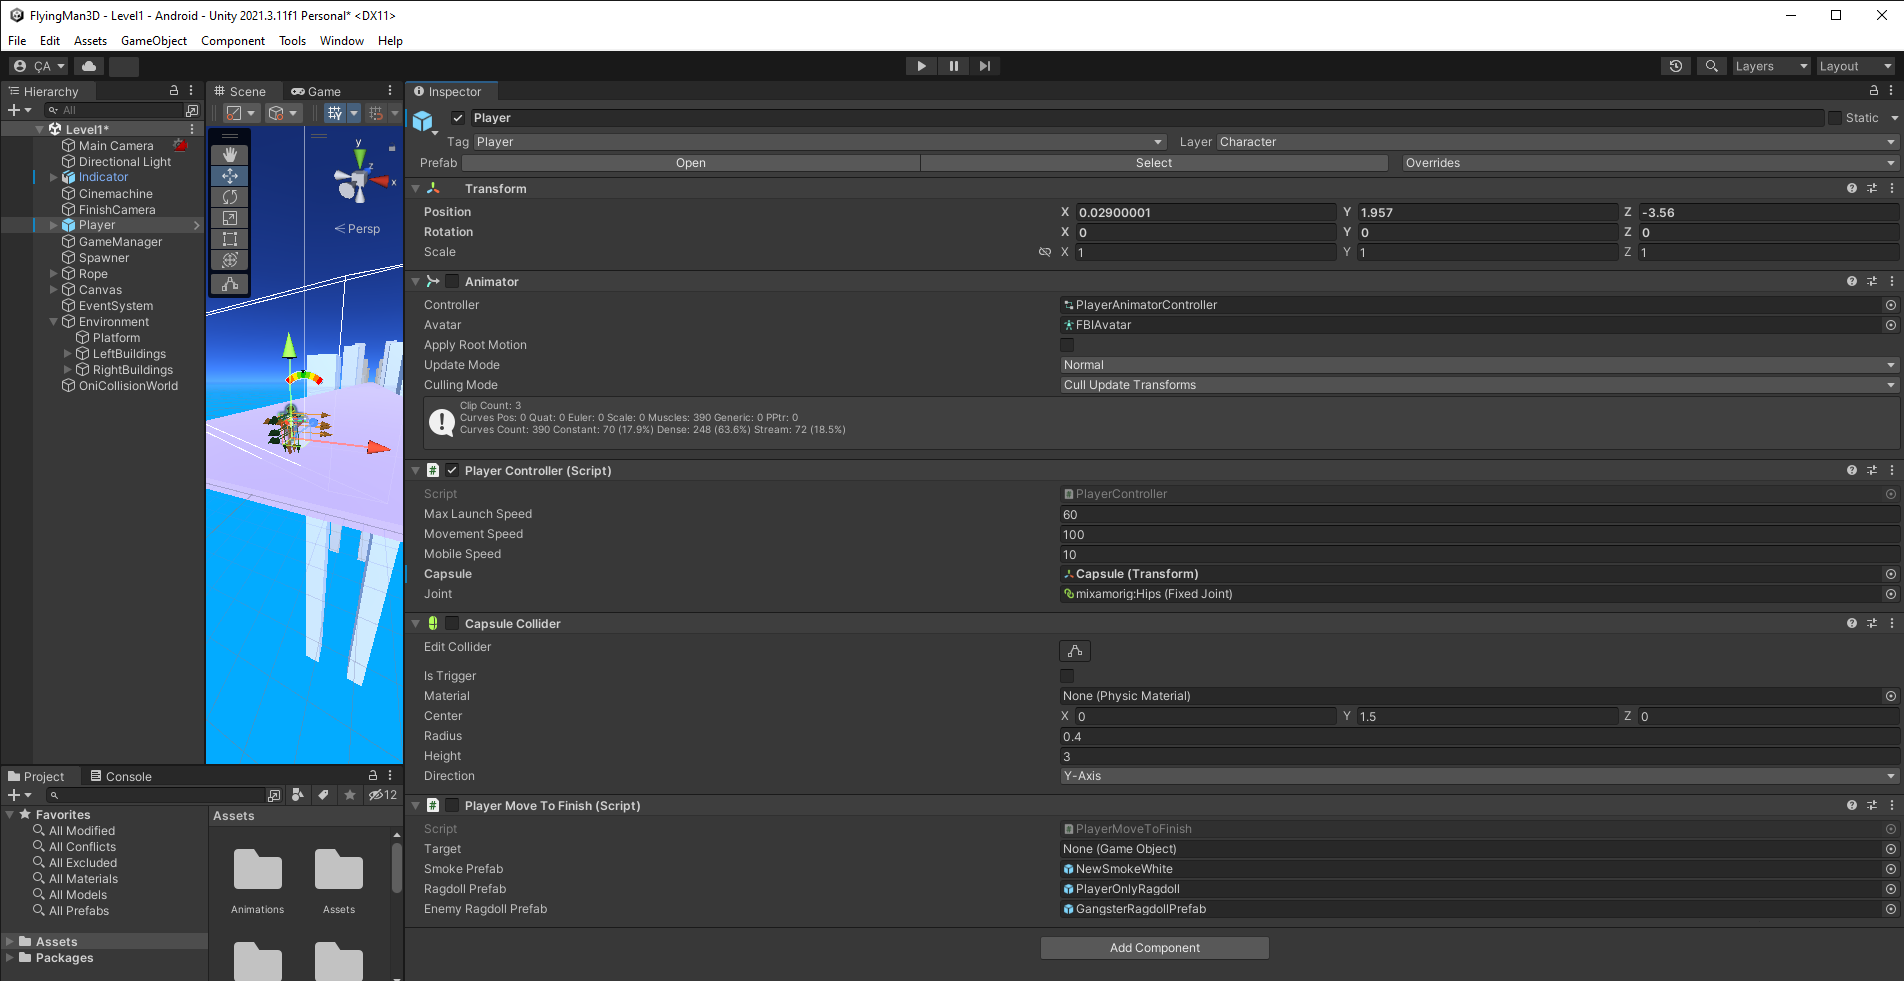 FlyingMan3D - Level1 - Android - Unity 2021.3.11f1 Personal* <DX11>
File Edit Assets GameObject Component Tools Window Help
ÇA
Layers Layout
Hierarchy
All
Level1*
Main Camera
Directional Light
Indicator
Cinemachine
FinishCamera
Player
GameManager
Spawner
Rope
Canvas
EventSystem
Environment
Platform
LeftBuildings
RightBuildings
OniCollisionWorld
Scene Game
y
z
x
Persp
Inspector
Player Static
Tag Player Layer Character
Prefab Open Select Overrides
Transform
Position X 0.02900001 Y 1.957 Z -3.56
Rotation X 0 Y 0 Z 0
Scale X 1 Y 1 Z 1
Animator
Controller PlayerAnimatorController
Avatar FBIAvatar
Apply Root Motion
Update Mode Normal
Culling Mode Cull Update Transforms
Clip Count: 3
Curves Pos: 0 Quat: 0 Euler: 0 Scale: 0 Muscles: 390 Generic: 0 PPtr: 0
Curves Count: 390 Constant: 70 (17.9%) Dense: 248 (63.6%) Stream: 72 (18.5%)
Player Controller (Script)
Script PlayerController
Max Launch Speed 60
Movement Speed 100
Mobile Speed 10
Capsule Capsule (Transform)
Joint mixamorig:Hips (Fixed Joint)
Capsule Collider
Edit Collider
Is Trigger
Material None (Physic Material)
Center X 0 Y 1.5 Z 0
Radius 0.4
Height 3
Direction Y-Axis
Player Move To Finish (Script)
Script PlayerMoveToFinish
Target None (Game Object)
Smoke Prefab NewSmokeWhite
Ragdoll Prefab PlayerOnlyRagdoll
Enemy Ragdoll Prefab GangsterRagdollPrefab
Add Component
Project Console
12
Favorites
All Modified
All Conflicts
All Excluded
All Materials
All Models
All Prefabs
Assets
Packages
Assets
Animations Assets